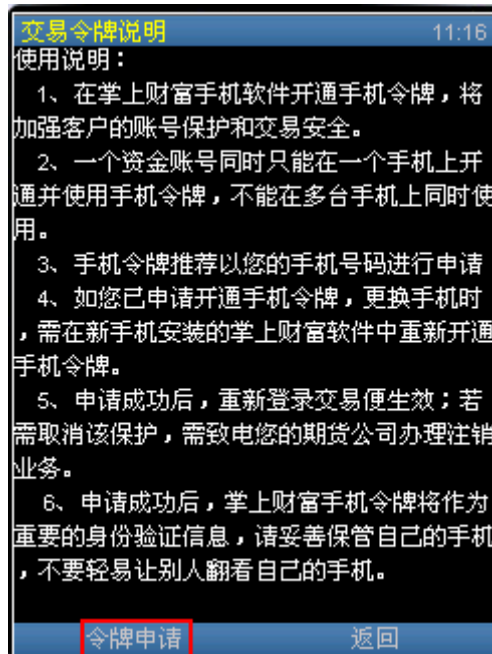 交易令牌说明 11:16
使用说明：
1、在掌上财富手机软件开通手机令牌，将
加强客户的账号保护和交易安全。
2、一个资金账号同时只能在一个手机上开
通并使用手机令牌，不能在多台手机上同时使
用。
3、手机令牌推荐以您的手机号码进行申请
4、如您已申请开通手机令牌，更换手机时
，需在新手机安装的掌上财富软件中重新开通
手机令牌。
5、申请成功后，重新登录交易便生效；若
需取消该保护，需致电您的期货公司办理注销
业务。
6、申请成功后，掌上财富手机令牌将作为
重要的身份验证信息，请妥善保管自己的手机
，不要轻易让别人翻看自己的手机。
令牌申请 返回